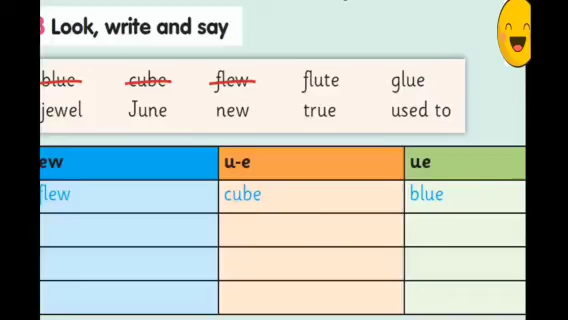 3 Look, write and say
blue cube flew flute glue
jewel June new true used to
ew u-e ue
flew cube blue